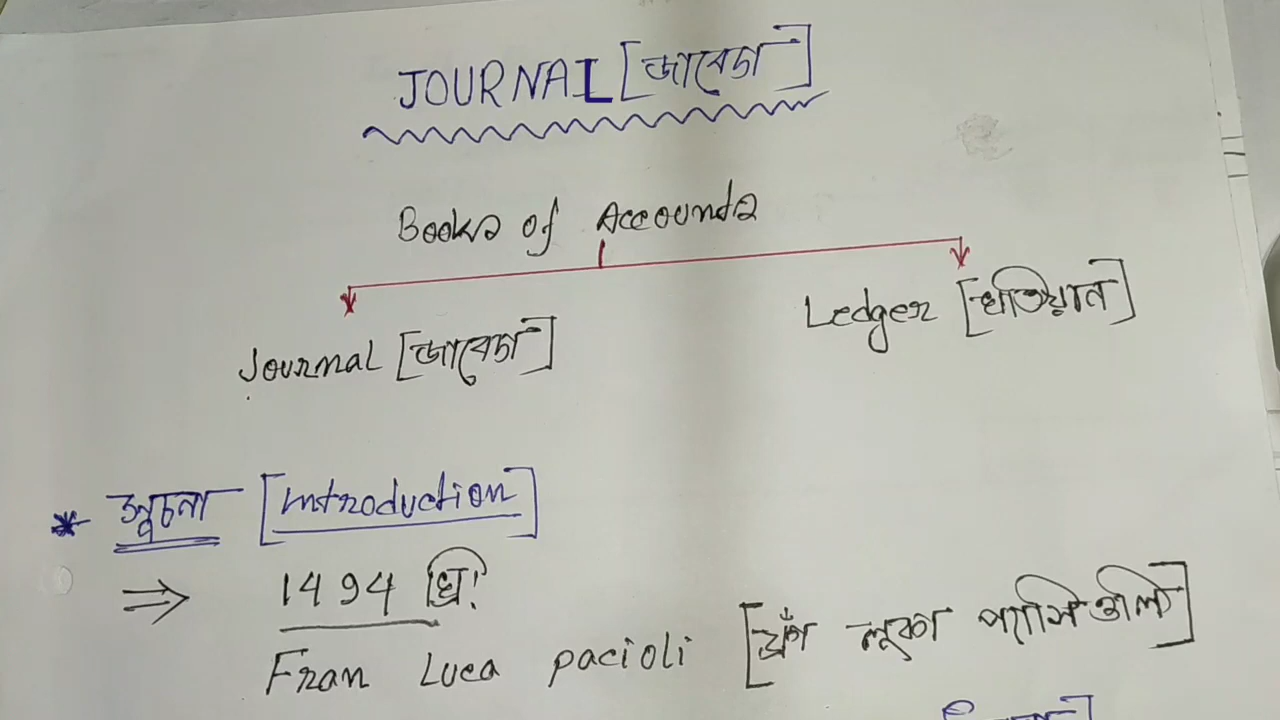 JOURNAL [জাবেদা]
Books of Accounts
Journal [জাবেদা]
Ledger [খতিয়ান]
* সূচনা [Introduction]
⇒ 1494 খ্রি:
Fran Luca pacioli [ফ্রাঁ লুকা প্যাসিওলি]